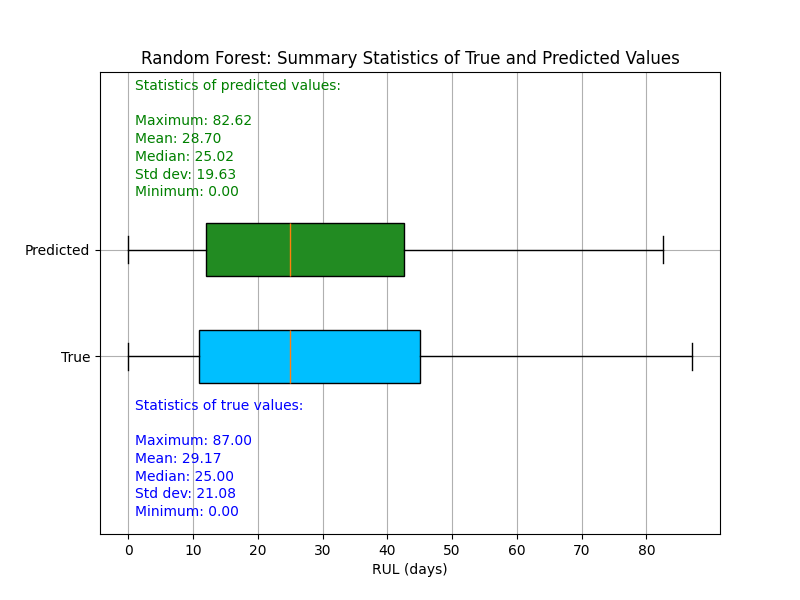 Random Forest: Summary Statistics of True and Predicted Values
Statistics of predicted values:
Maximum: 82.62
Mean: 28.70
Median: 25.02
Std dev: 19.63
Minimum: 0.00
Predicted
True
Statistics of true values:
Maximum: 87.00
Mean: 29.17
Median: 25.00
Std dev: 21.08
Minimum: 0.00
0 10 20 30 40 50 60 70 80
RUL (days)